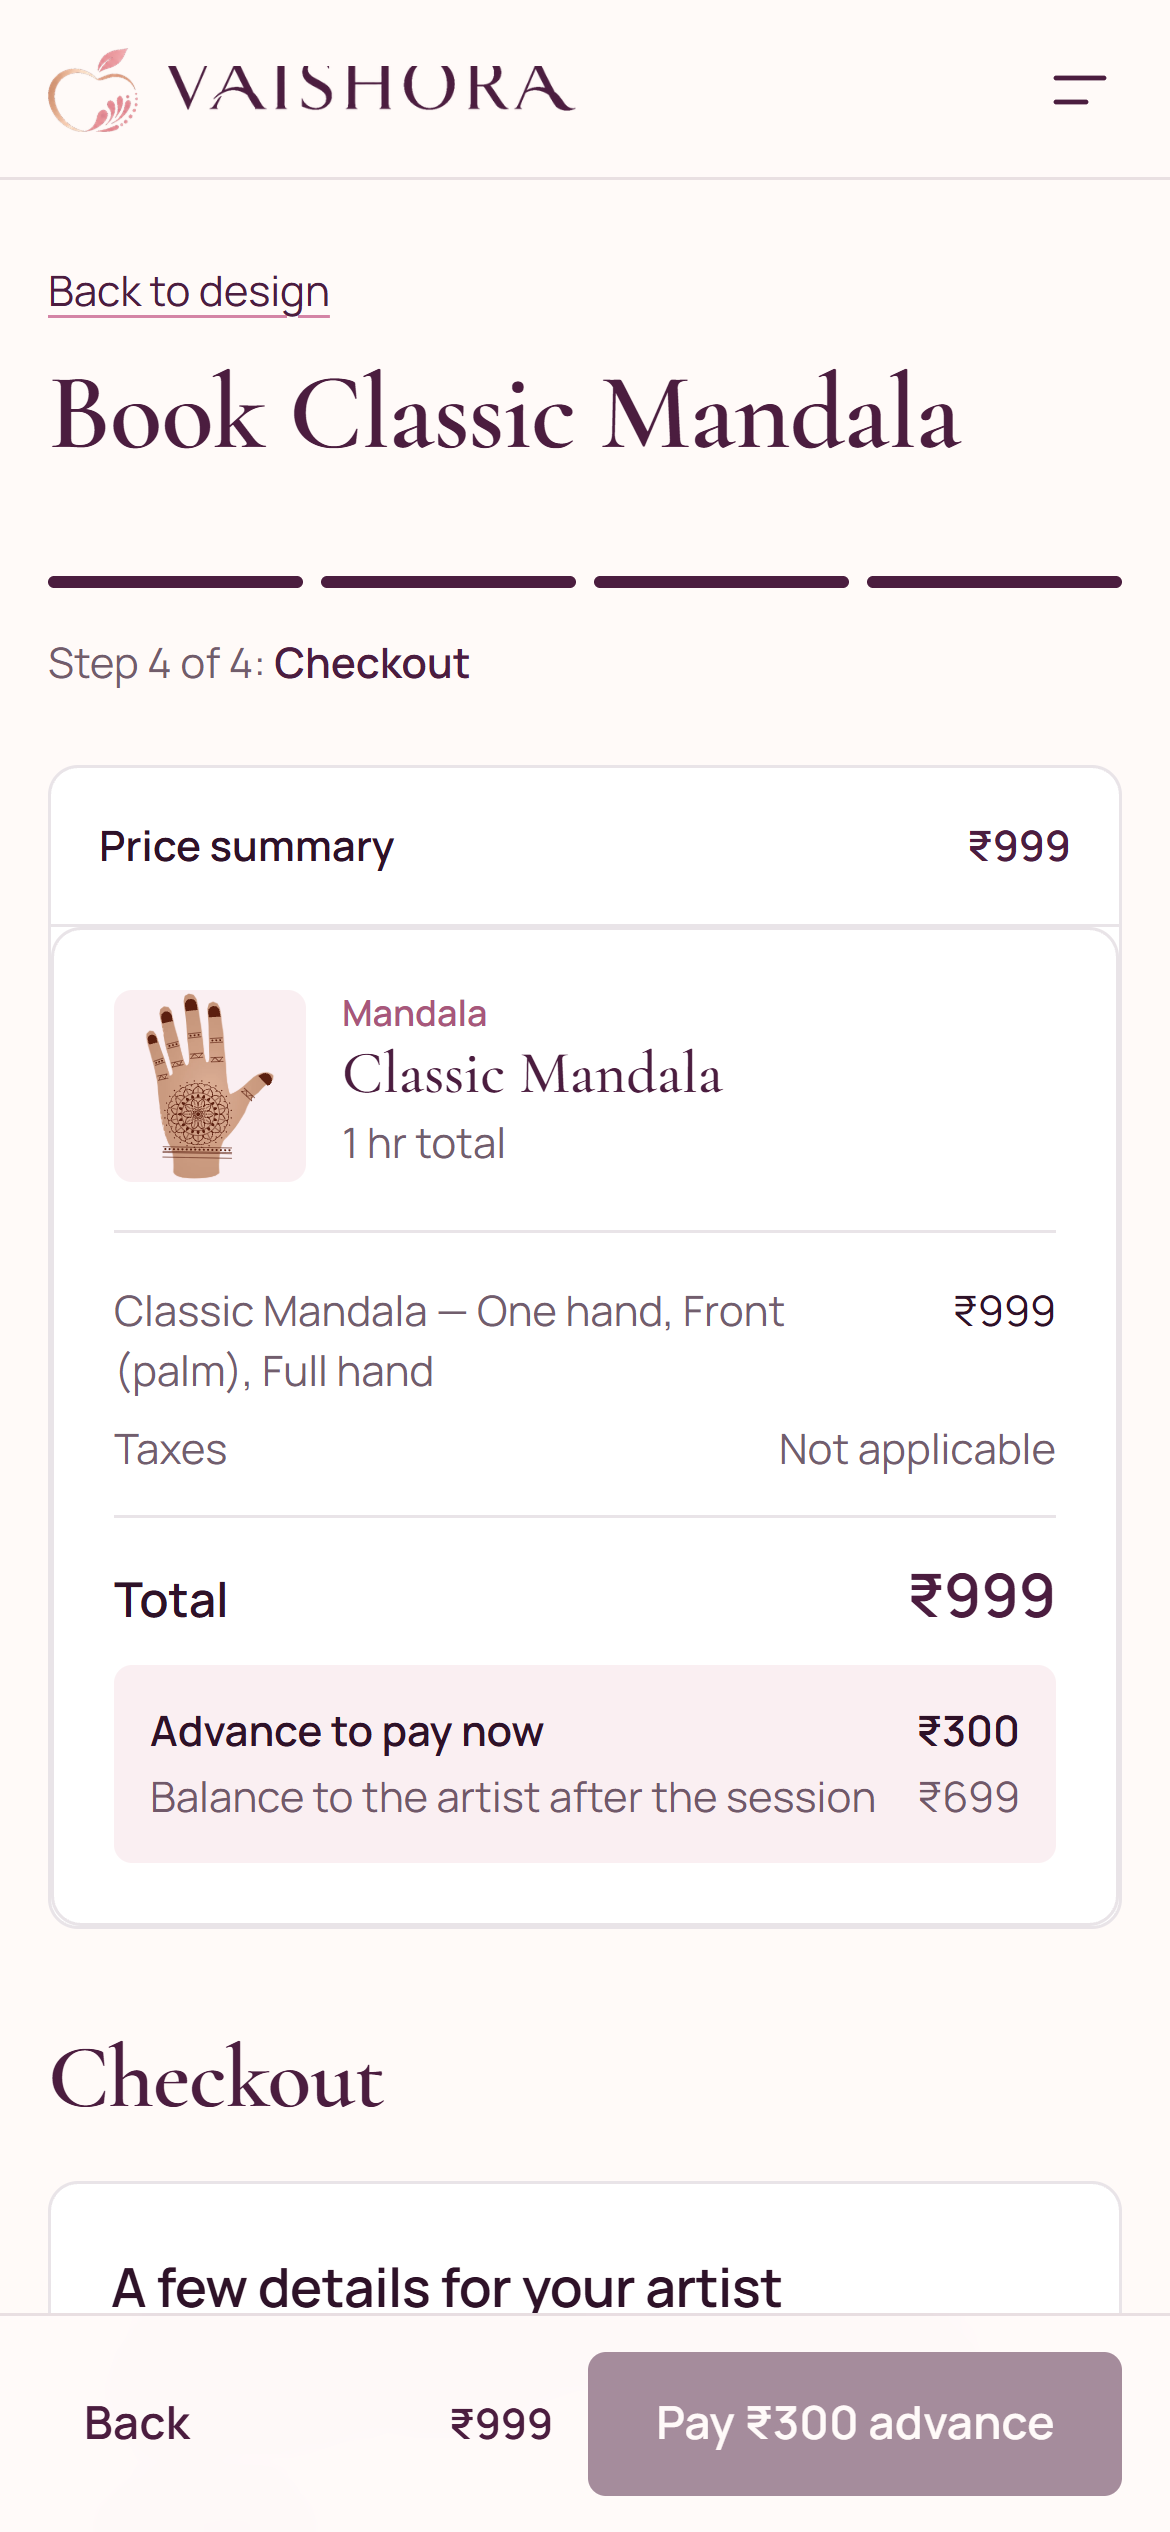 VAISHORA
Back to design
Book Classic Mandala
Step 4 of 4: Checkout
Price summary ₹999
Mandala
Classic Mandala
1 hr total
Classic Mandala — One hand, Front ₹999
(palm), Full hand
Taxes Not applicable
Total ₹999
Advance to pay now ₹300
Balance to the artist after the session ₹699
Checkout
A few details for your artist
Back ₹999 Pay ₹300 advance